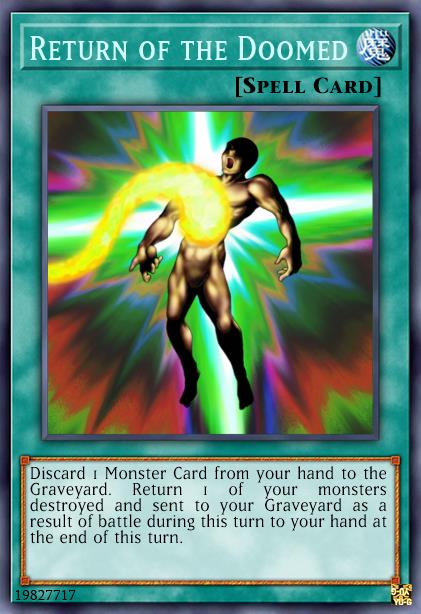 Return of the Doomed
魔
[Spell Card]
Discard 1 Monster Card from your hand to the
Graveyard. Return 1 of your monsters
destroyed and sent to your Graveyard as a
result of battle during this turn to your hand at
the end of this turn.
19827717